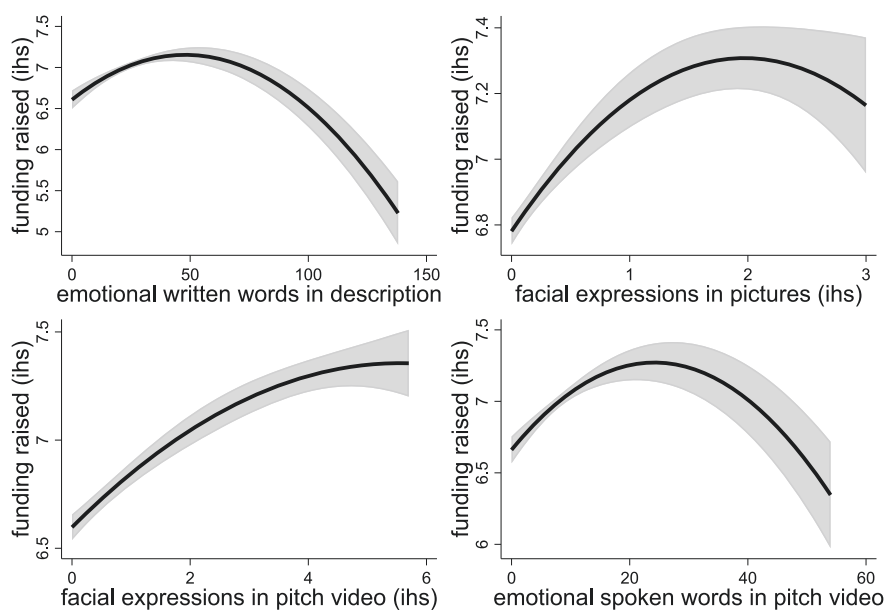 funding raised (ihs)
7.5
7
6.5
6
5.5
5
0 50 100 150
emotional written words in description
funding raised (ihs)
7.4
7.2
7
6.8
0 1 2 3
facial expressions in pictures (ihs)
funding raised (ihs)
7.5
7
6.5
0 2 4 6
facial expressions in pitch video (ihs)
funding raised (ihs)
7.5
7
6.5
6
0 20 40 60
emotional spoken words in pitch video